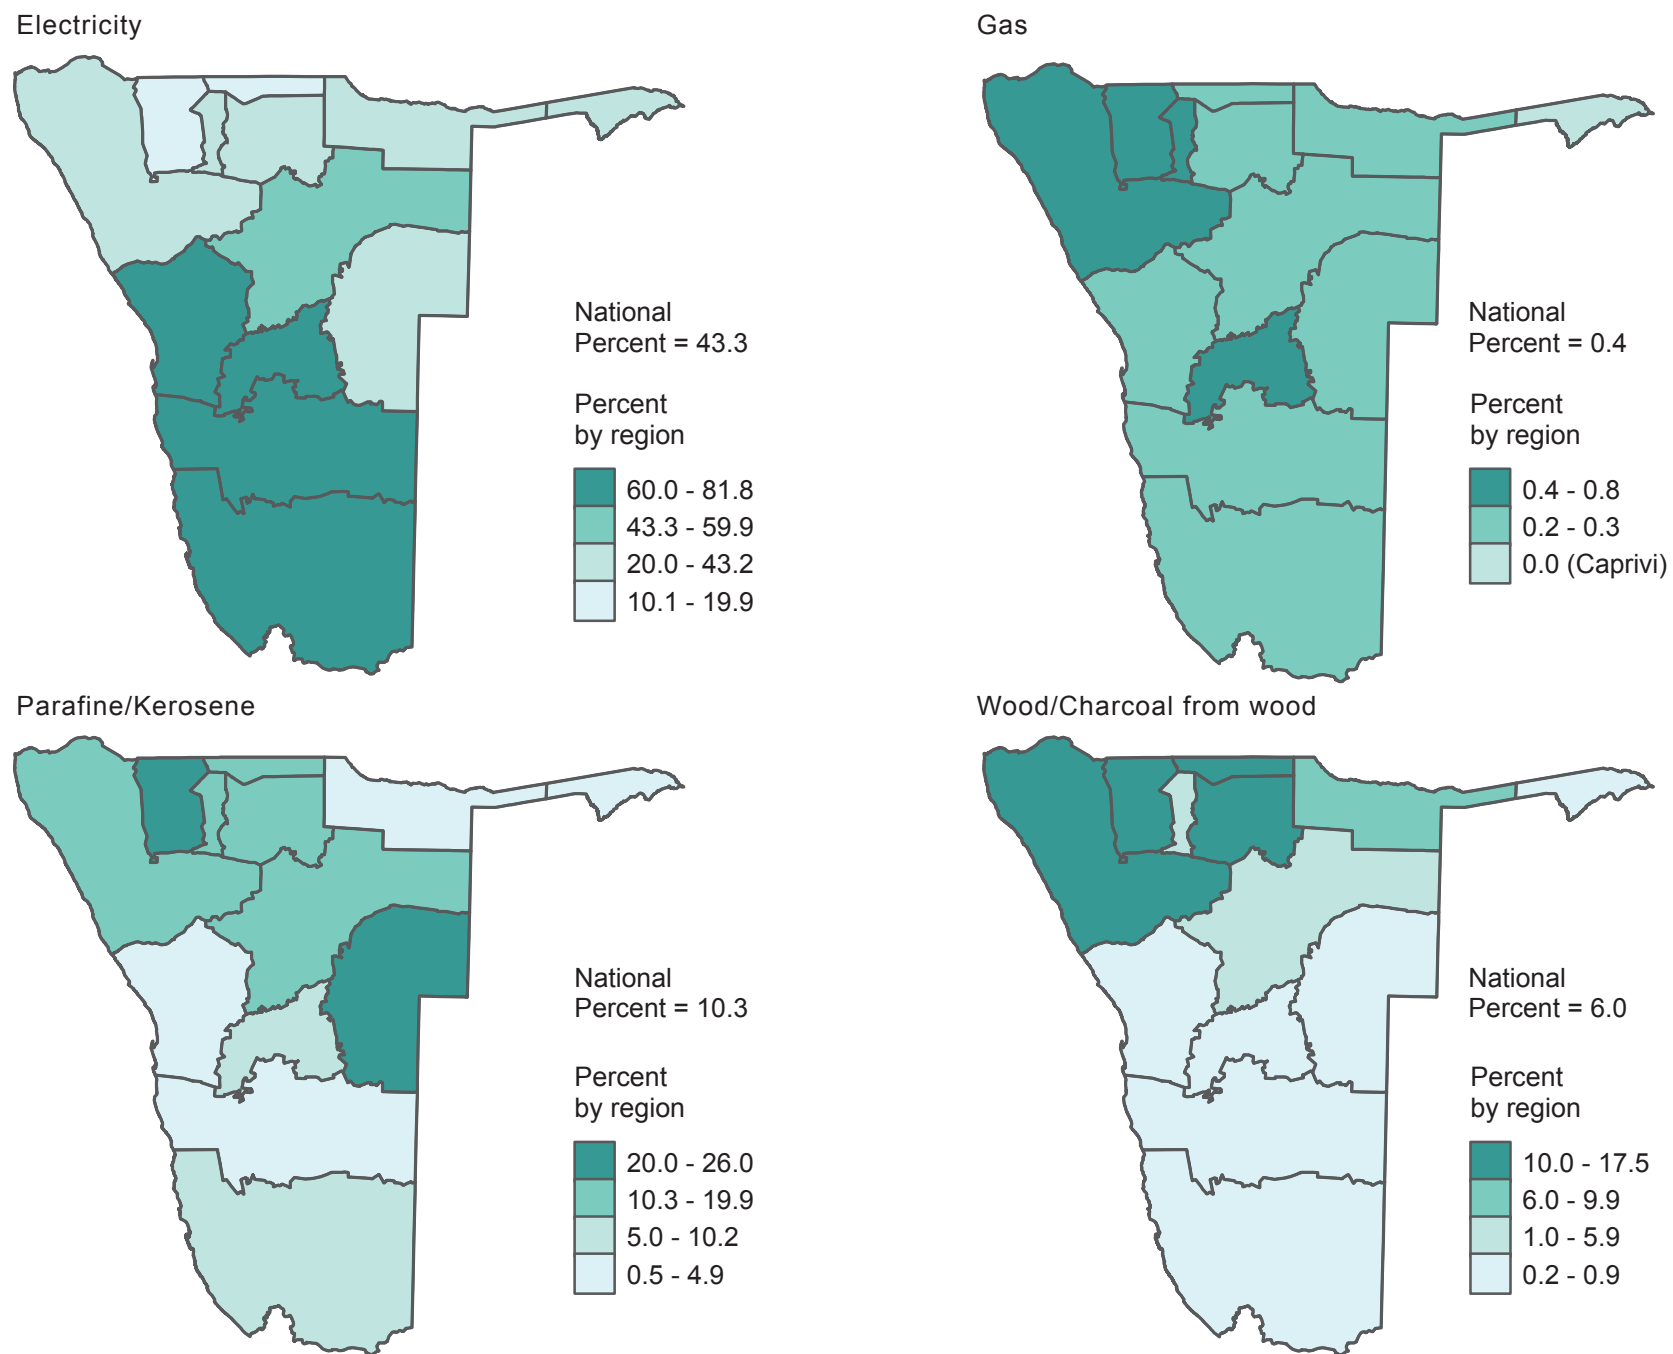 Electricity
National
Percent = 43.3
Percent
by region
60.0 - 81.8
43.3 - 59.9
20.0 - 43.2
10.1 - 19.9
Gas
National
Percent = 0.4
Percent
by region
0.4 - 0.8
0.2 - 0.3
0.0 (Caprivi)
Parafine/Kerosene
National
Percent = 10.3
Percent
by region
20.0 - 26.0
10.3 - 19.9
5.0 - 10.2
0.5 - 4.9
Wood/Charcoal from wood
National
Percent = 6.0
Percent
by region
10.0 - 17.5
6.0 - 9.9
1.0 - 5.9
0.2 - 0.9